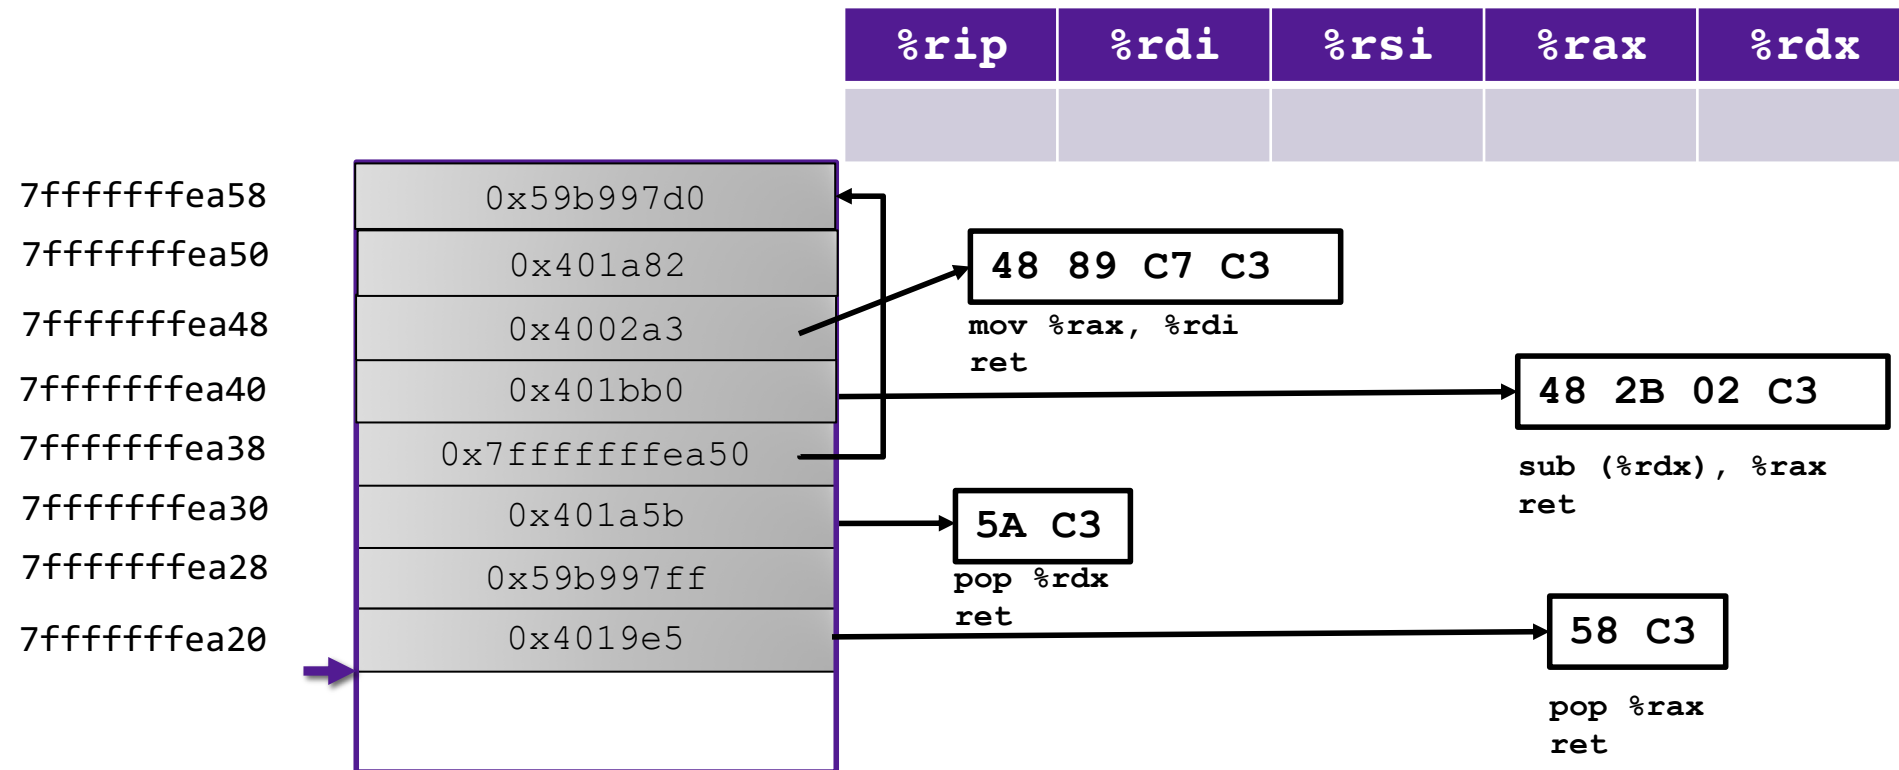 %rip %rdi %rsi %rax %rdx
7fffffffea58 0x59b997d0
7fffffffea50 0x401a82
48 89 C7 C3
7fffffffea48 0x4002a3
mov %rax, %rdi
ret
7fffffffea40 0x401bb0
48 2B 02 C3
7fffffffea38 0x7fffffffea50
sub (%rdx), %rax
ret
7fffffffea30 0x401a5b
5A C3
7fffffffea28 0x59b997ff
pop %rdx
ret
7fffffffea20 0x4019e5
58 C3
pop %rax
ret